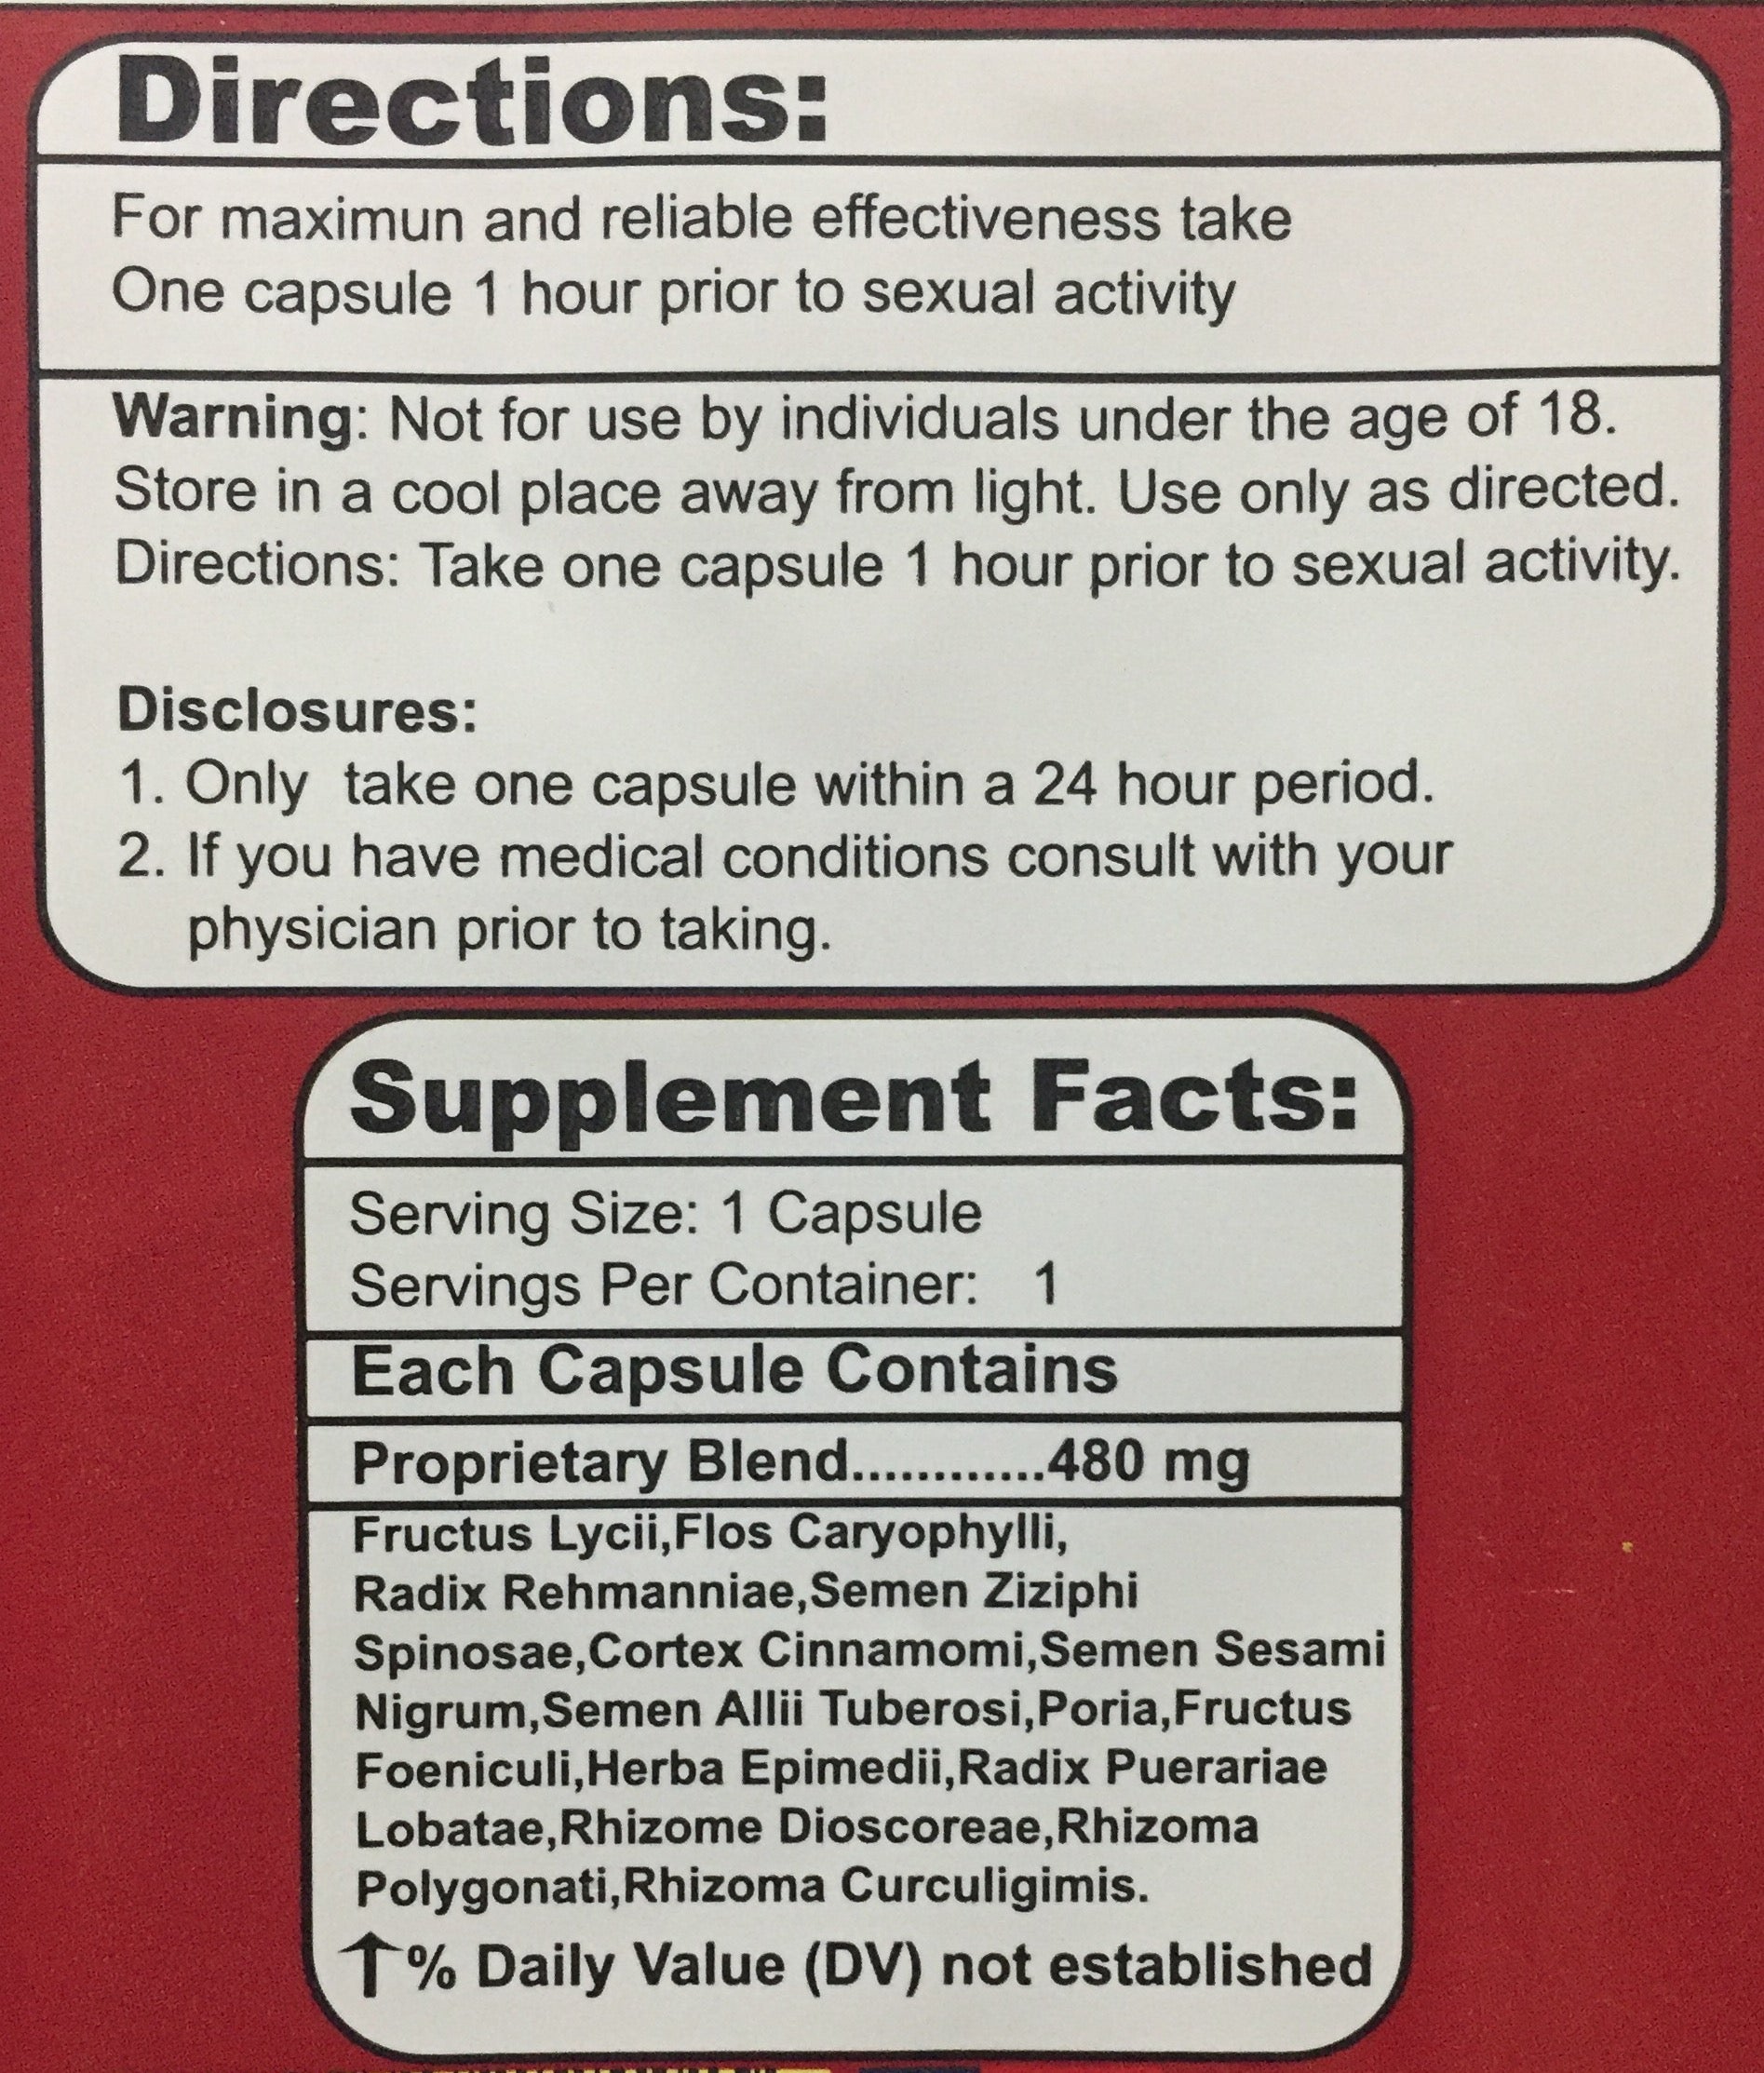 Directions:
For maximun and reliable effectiveness take
One capsule 1 hour prior to sexual activity
Warning: Not for use by individuals under the age of 18.
Store in a cool place away from light. Use only as directed.
Directions: Take one capsule 1 hour prior to sexual activity.
Disclosures:
1. Only take one capsule within a 24 hour period.
2. If you have medical conditions consult with your
physician prior to taking.
Supplement Facts:
Serving Size: 1 Capsule
Servings Per Container: 1
Each Capsule Contains
Proprietary Blend............480 mg
Fructus Lycii,Flos Caryophylli,
Radix Rehmanniae,Semen Ziziphi
Spinosae,Cortex Cinnamomi,Semen Sesami
Nigrum,Semen Allii Tuberosi,Poria,Fructus
Foeniculi,Herba Epimedii,Radix Puerariae
Lobatae,Rhizome Dioscoreae,Rhizoma
Polygonati,Rhizoma Curculigimis.
↑% Daily Value (DV) not established